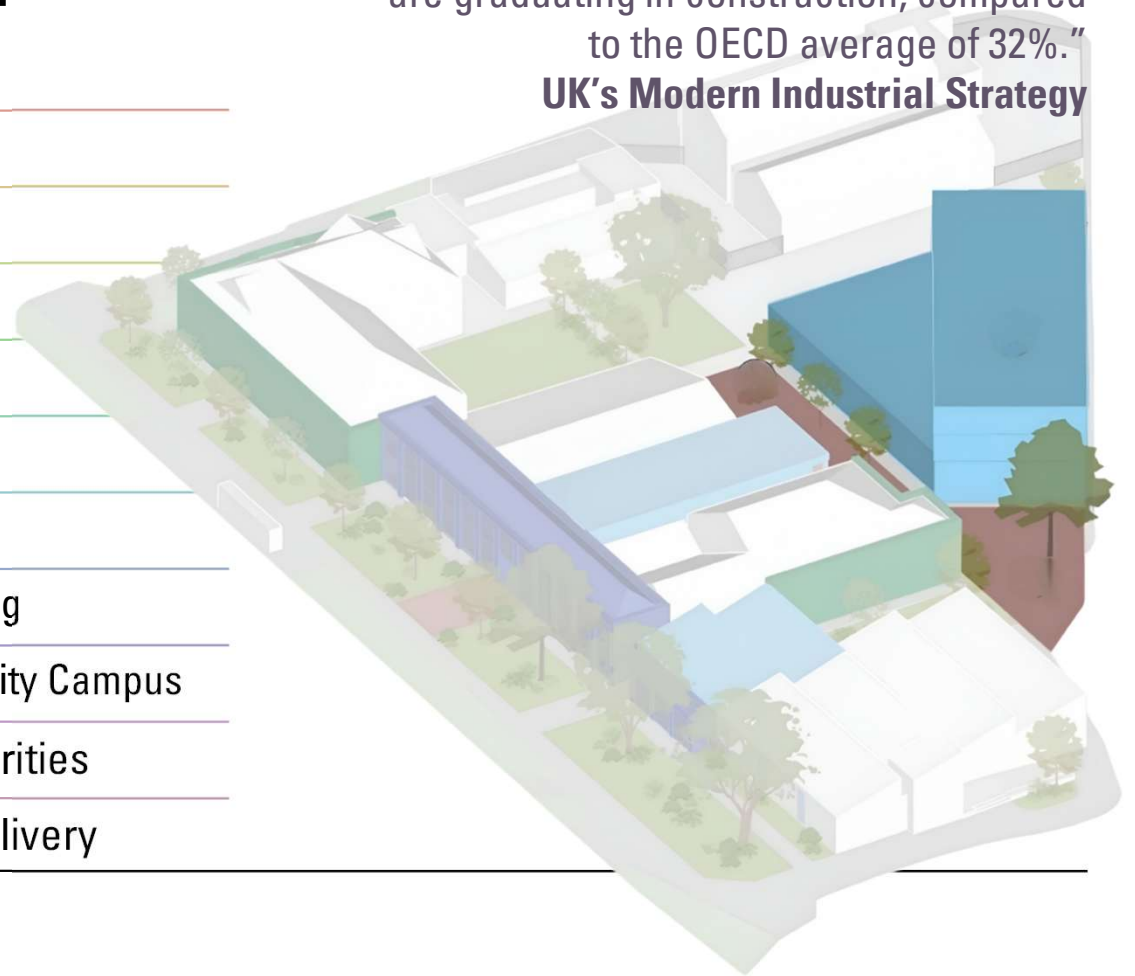 are graduating in construction, compared
to the OECD average of 32%.”
UK’s Modern Industrial Strategy
g
ity Campus
rities
livery